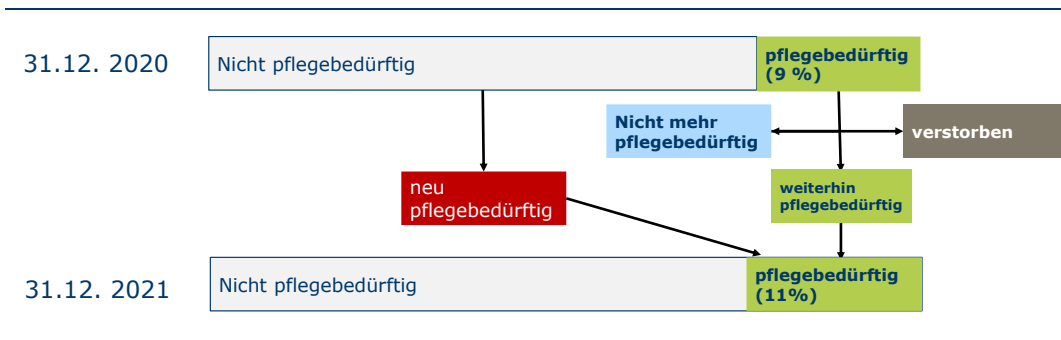 31.12. 2020
Nicht pflegebedürftig
pflegebedürftig
(9 %)
Nicht mehr
pflegebedürftig
verstorben
neu
pflegebedürftig
weiterhin
pflegebedürftig
31.12. 2021
Nicht pflegebedürftig
pflegebedürftig
(11%)